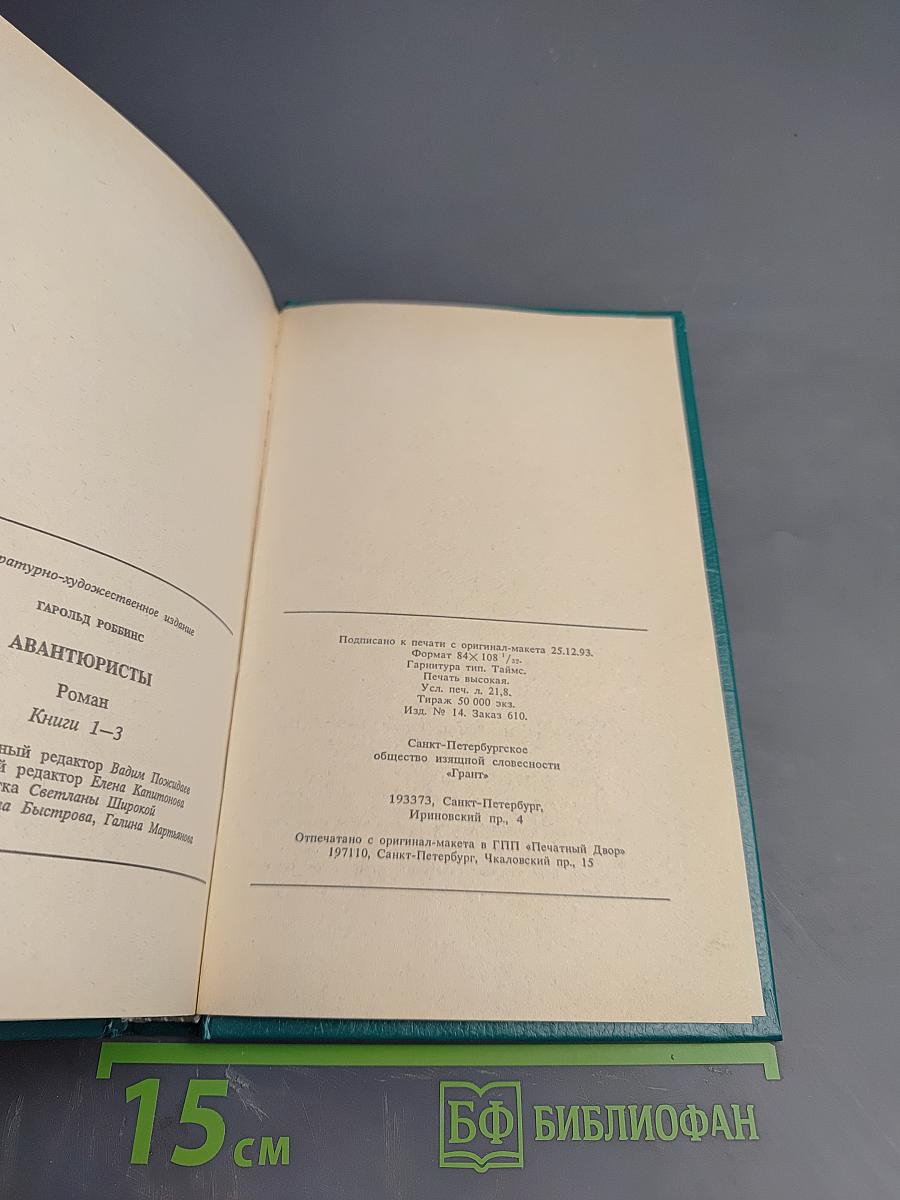 издание
ГАРОЛЬД РОББИНС
АВАНТЮРИСТЫ
Роман
Книги 1—3
редактор Вадим Пожидаев
редактор Елена Капитонова
Светланы Широкой
Быстрова, Галина Мартьянова
Подписано к печати с оригинал-макета 25.12.93.
Формат 84×108 1/32.
Гарнитура тип. Таймс.
Печать высокая.
Усл. печ. л. 21,8.
Тираж 50 000 экз.
Изд. № 14. Заказ 610.
Санкт-Петербургское
общество изящной словесности
«Грант»
193373, Санкт-Петербург,
Ириновский пр., 4
Отпечатано с оригинал-макета в ГПП «Печатный Двор»
197110, Санкт-Петербург, Чкаловский пр., 15
15 см
БФ БИБЛИОФАН